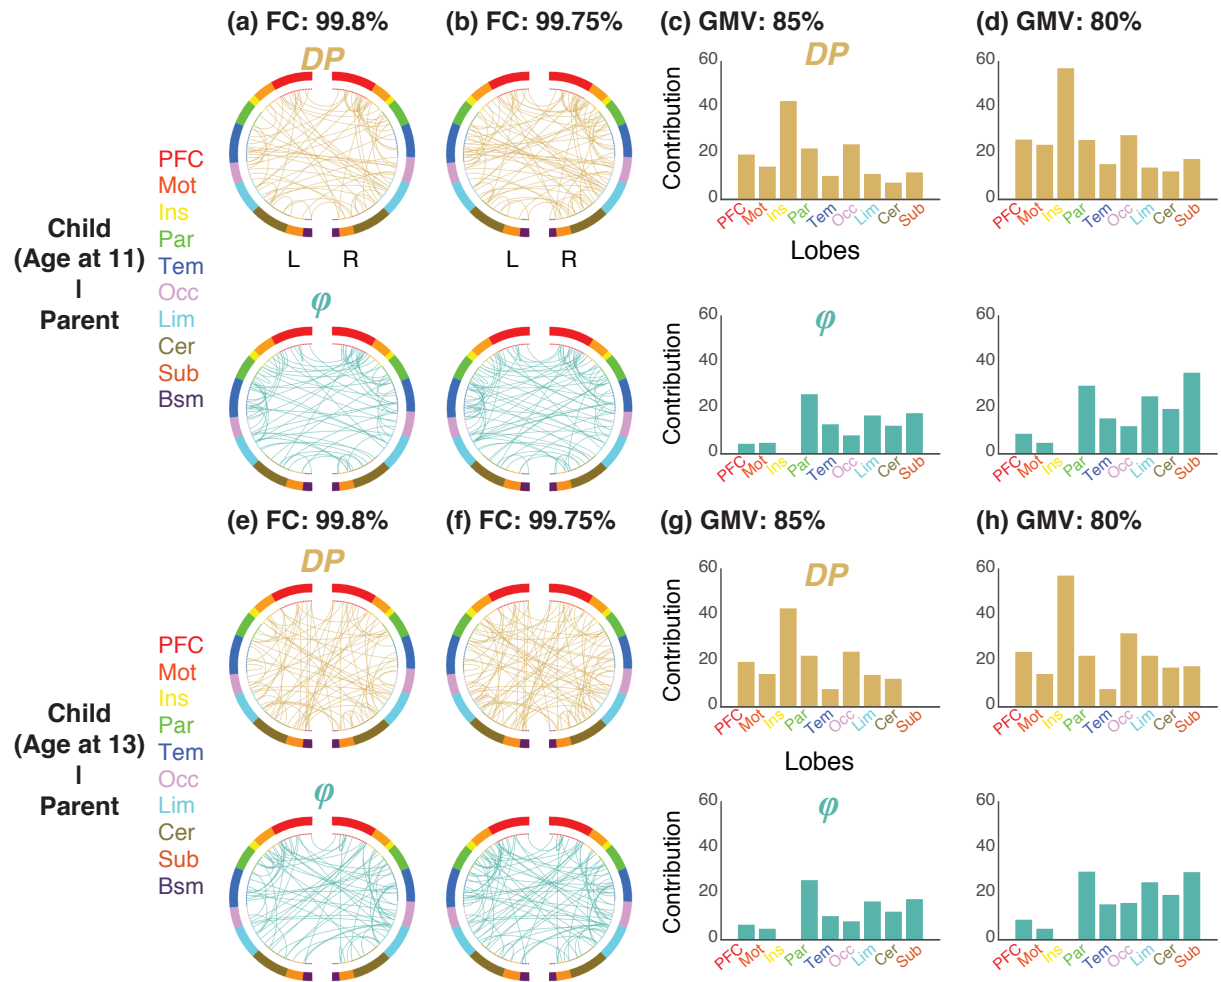 (a) FC: 99.8%
(b) FC: 99.75%
(c) GMV: 85%
(d) GMV: 80%
DP
DP
Child
(Age at 11)
I
Parent
PFC
Mot
Ins
Par
Tem
Occ
Lim
Cer
Sub
Bsm
L R
L R
Contribution
60
40
20
0
PFC Mot Ins Par Tem Occ Lim Cer Sub
Lobes
60
40
20
0
PFC Mot Ins Par Tem Occ Lim Cer Sub
φ
φ
Contribution
60
40
20
0
PFC Mot Ins Par Tem Occ Lim Cer Sub
60
40
20
0
PFC Mot Ins Par Tem Occ Lim Cer Sub
(e) FC: 99.8%
(f) FC: 99.75%
(g) GMV: 85%
(h) GMV: 80%
DP
DP
Child
(Age at 13)
I
Parent
PFC
Mot
Ins
Par
Tem
Occ
Lim
Cer
Sub
Bsm
Contribution
60
40
20
0
PFC Mot Ins Par Tem Occ Lim Cer Sub
Lobes
60
40
20
0
PFC Mot Ins Par Tem Occ Lim Cer Sub
φ
φ
Contribution
60
40
20
0
PFC Mot Ins Par Tem Occ Lim Cer Sub
60
40
20
0
PFC Mot Ins Par Tem Occ Lim Cer Sub